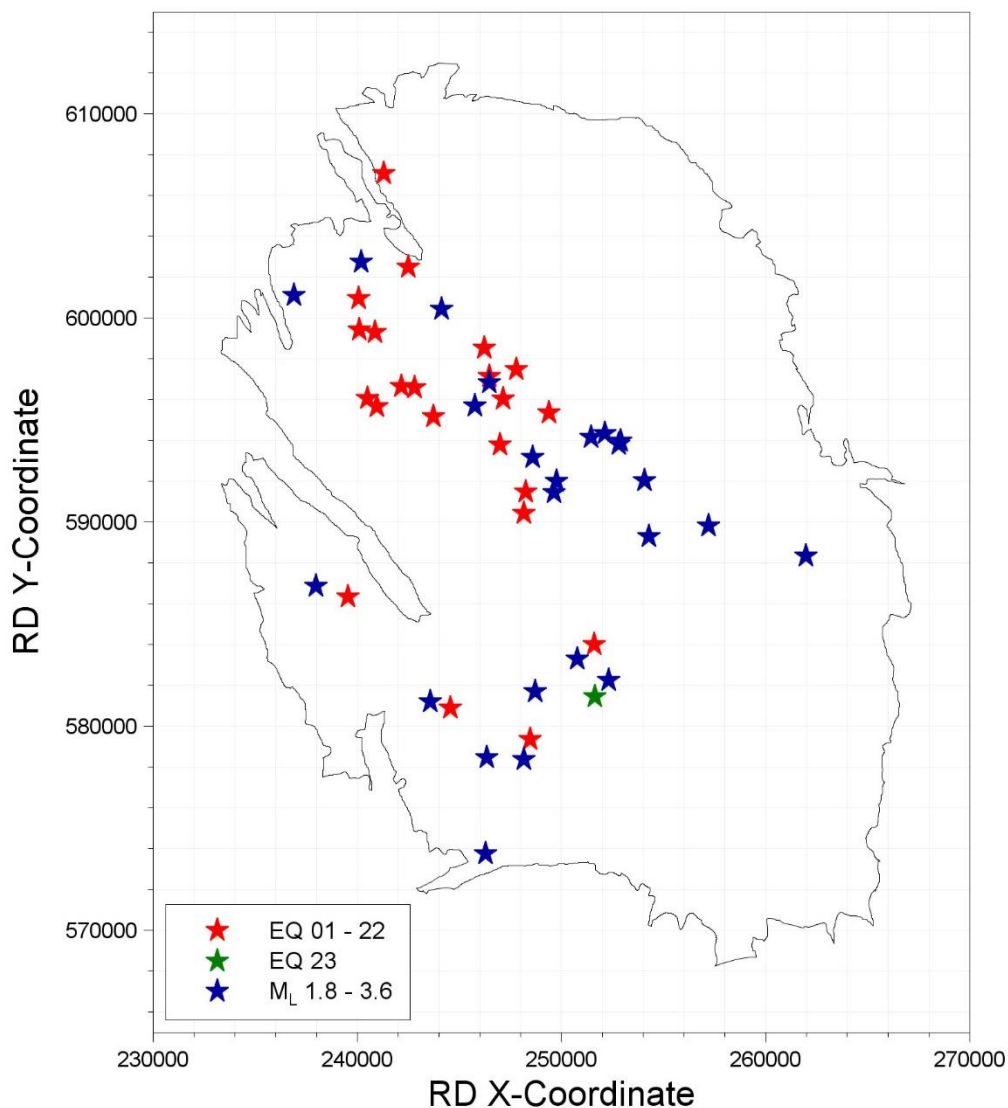 610000
600000
590000
580000
570000
RD Y-Coordinate
EQ 01 - 22
EQ 23
M_L 1.8 - 3.6
230000 240000 250000 260000 270000
RD X-Coordinate